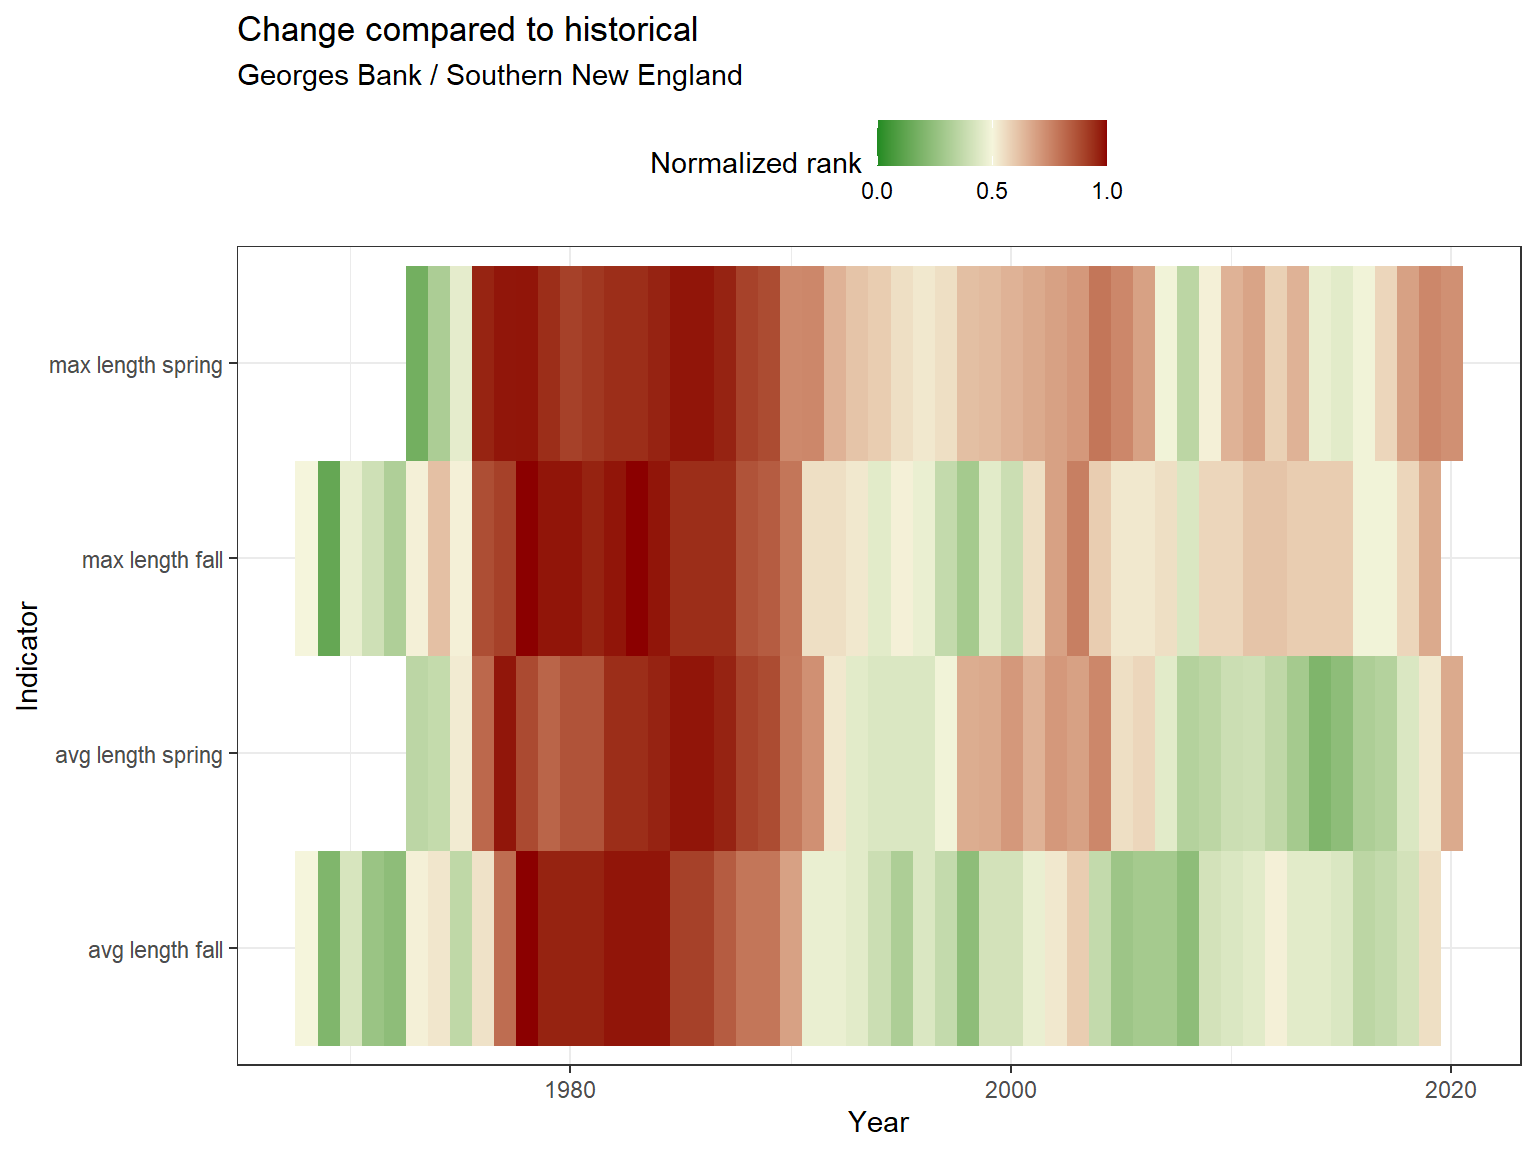 Change compared to historical
Georges Bank / Southern New England
Normalized rank
0.0 0.5 1.0
max length spring
max length fall
avg length spring
avg length fall
Indicator
1980 2000 2020
Year